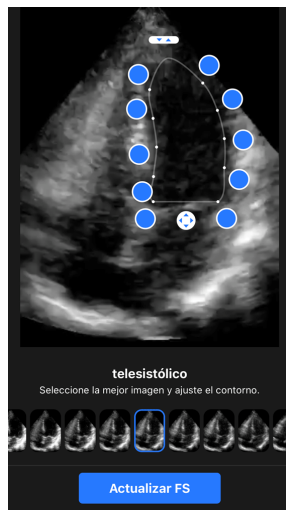 telesistólico
Seleccione la mejor imagen y ajuste el contorno.
Actualizar FS